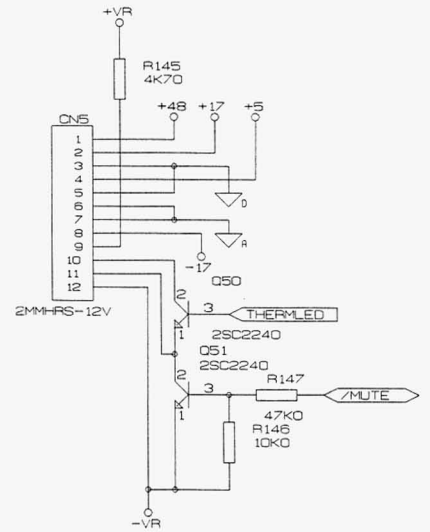 +VR
R145
4K70
CN5
+48 +17 +5
1
2
3
4
5
6
7
8
9
10
11
12
D
A
-17
2MMHRS-12V
Q50
2
3
1
THERMLED
2SC2240
Q51
2SC2240
2
3
1
R147
47K0
/MUTE
R146
10K0
-VR